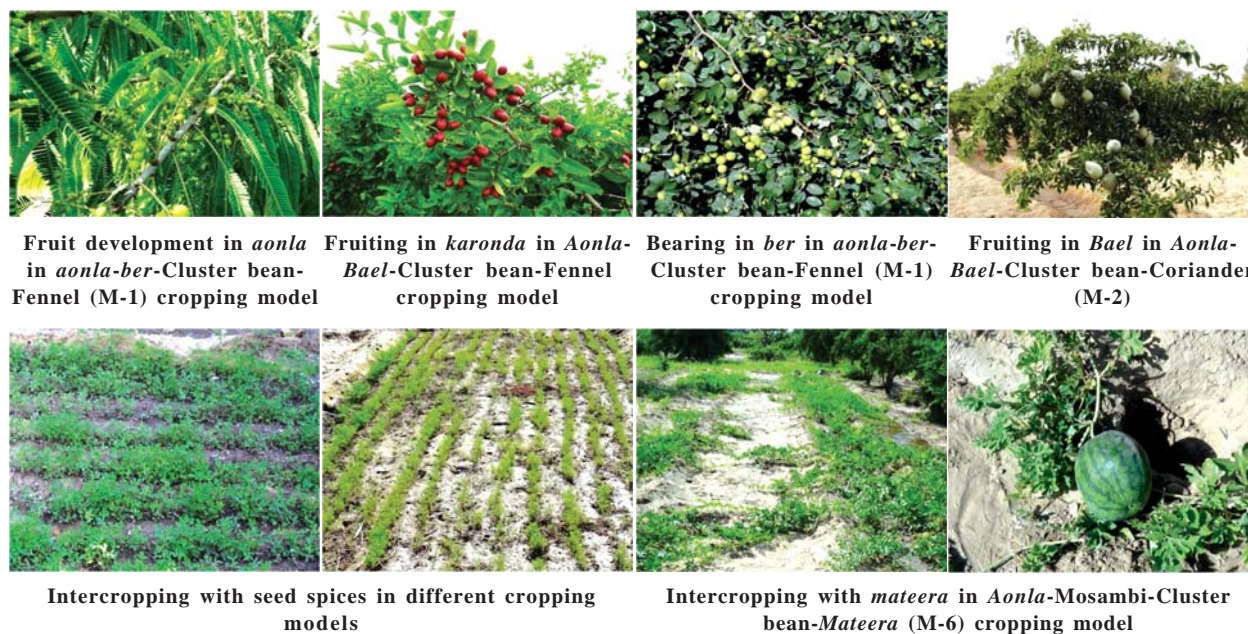 Fruit development in aonla
in aonla-ber-Cluster bean-
Fennel (M-1) cropping model
Fruiting in karonda in Aonla-
Bael-Cluster bean-Fennel
cropping model
Bearing in ber in aonla-ber-
Cluster bean-Fennel (M-1)
cropping model
Fruiting in Bael in Aonla-
Bael-Cluster bean-Coriander
(M-2)
Intercropping with seed spices in different cropping
models
Intercropping with mateera in Aonla-Mosambi-Cluster
bean-Mateera (M-6) cropping model